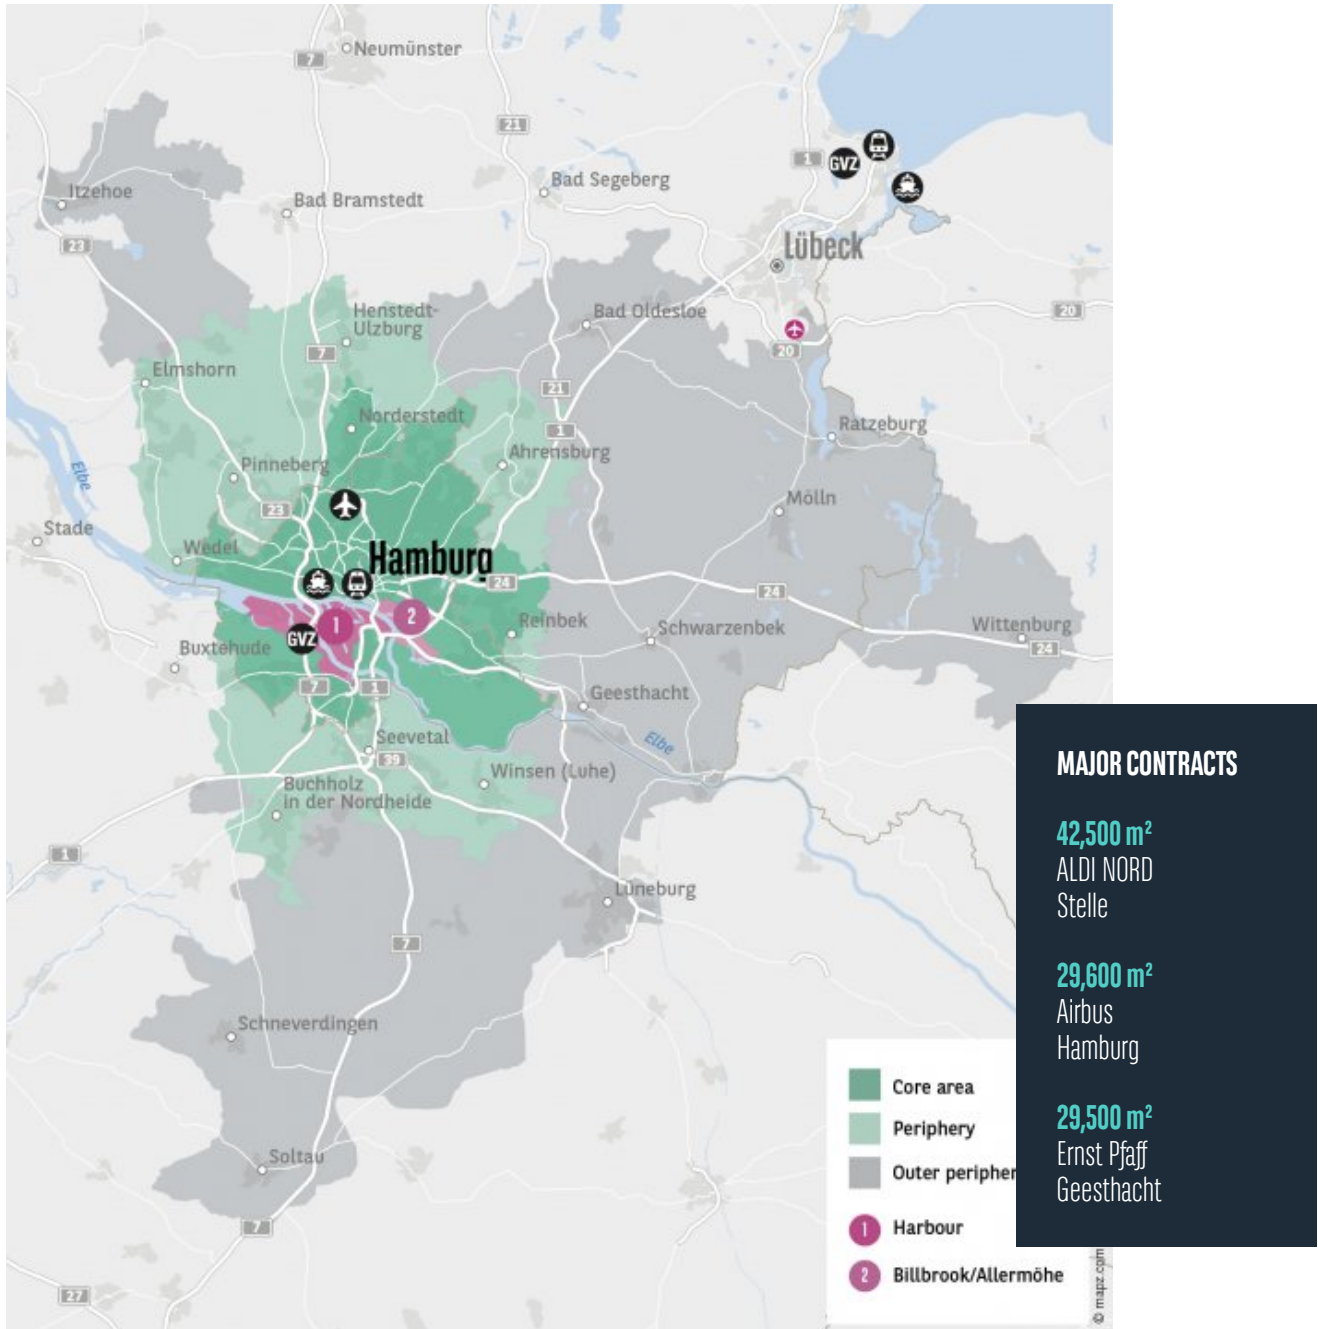 Neumünster
7
21
1
GVZ
Itzehoe
Bad Bramstedt
Bad Segeberg
Lübeck
23
Henstedt-
Ulzburg
Bad Oldesloe
20
7
20
Elmshorn
21
Norderstedt
1
Ratzeburg
Ahrensburg
Pinneberg
Elbe
Mölln
23
Stade
Wedel
Hamburg
24
24
1
2
GVZ
Reinbek
Schwarzenbek
Wittenburg
24
Buxtehude
7
1
Geesthacht
Seevetal
39
Elbe
Winsen (Luhe)
Buchholz
in der Nordheide
1
Lüneburg
7
Schneverdingen
Soltau
7
27
Core area
Periphery
Outer peripher
1 Harbour
2 Billbrook/Allermöhe
© mapz.com
MAJOR CONTRACTS
42,500 m²
ALDI NORD
Stelle
29,600 m²
Airbus
Hamburg
29,500 m²
Ernst Pfaff
Geesthacht